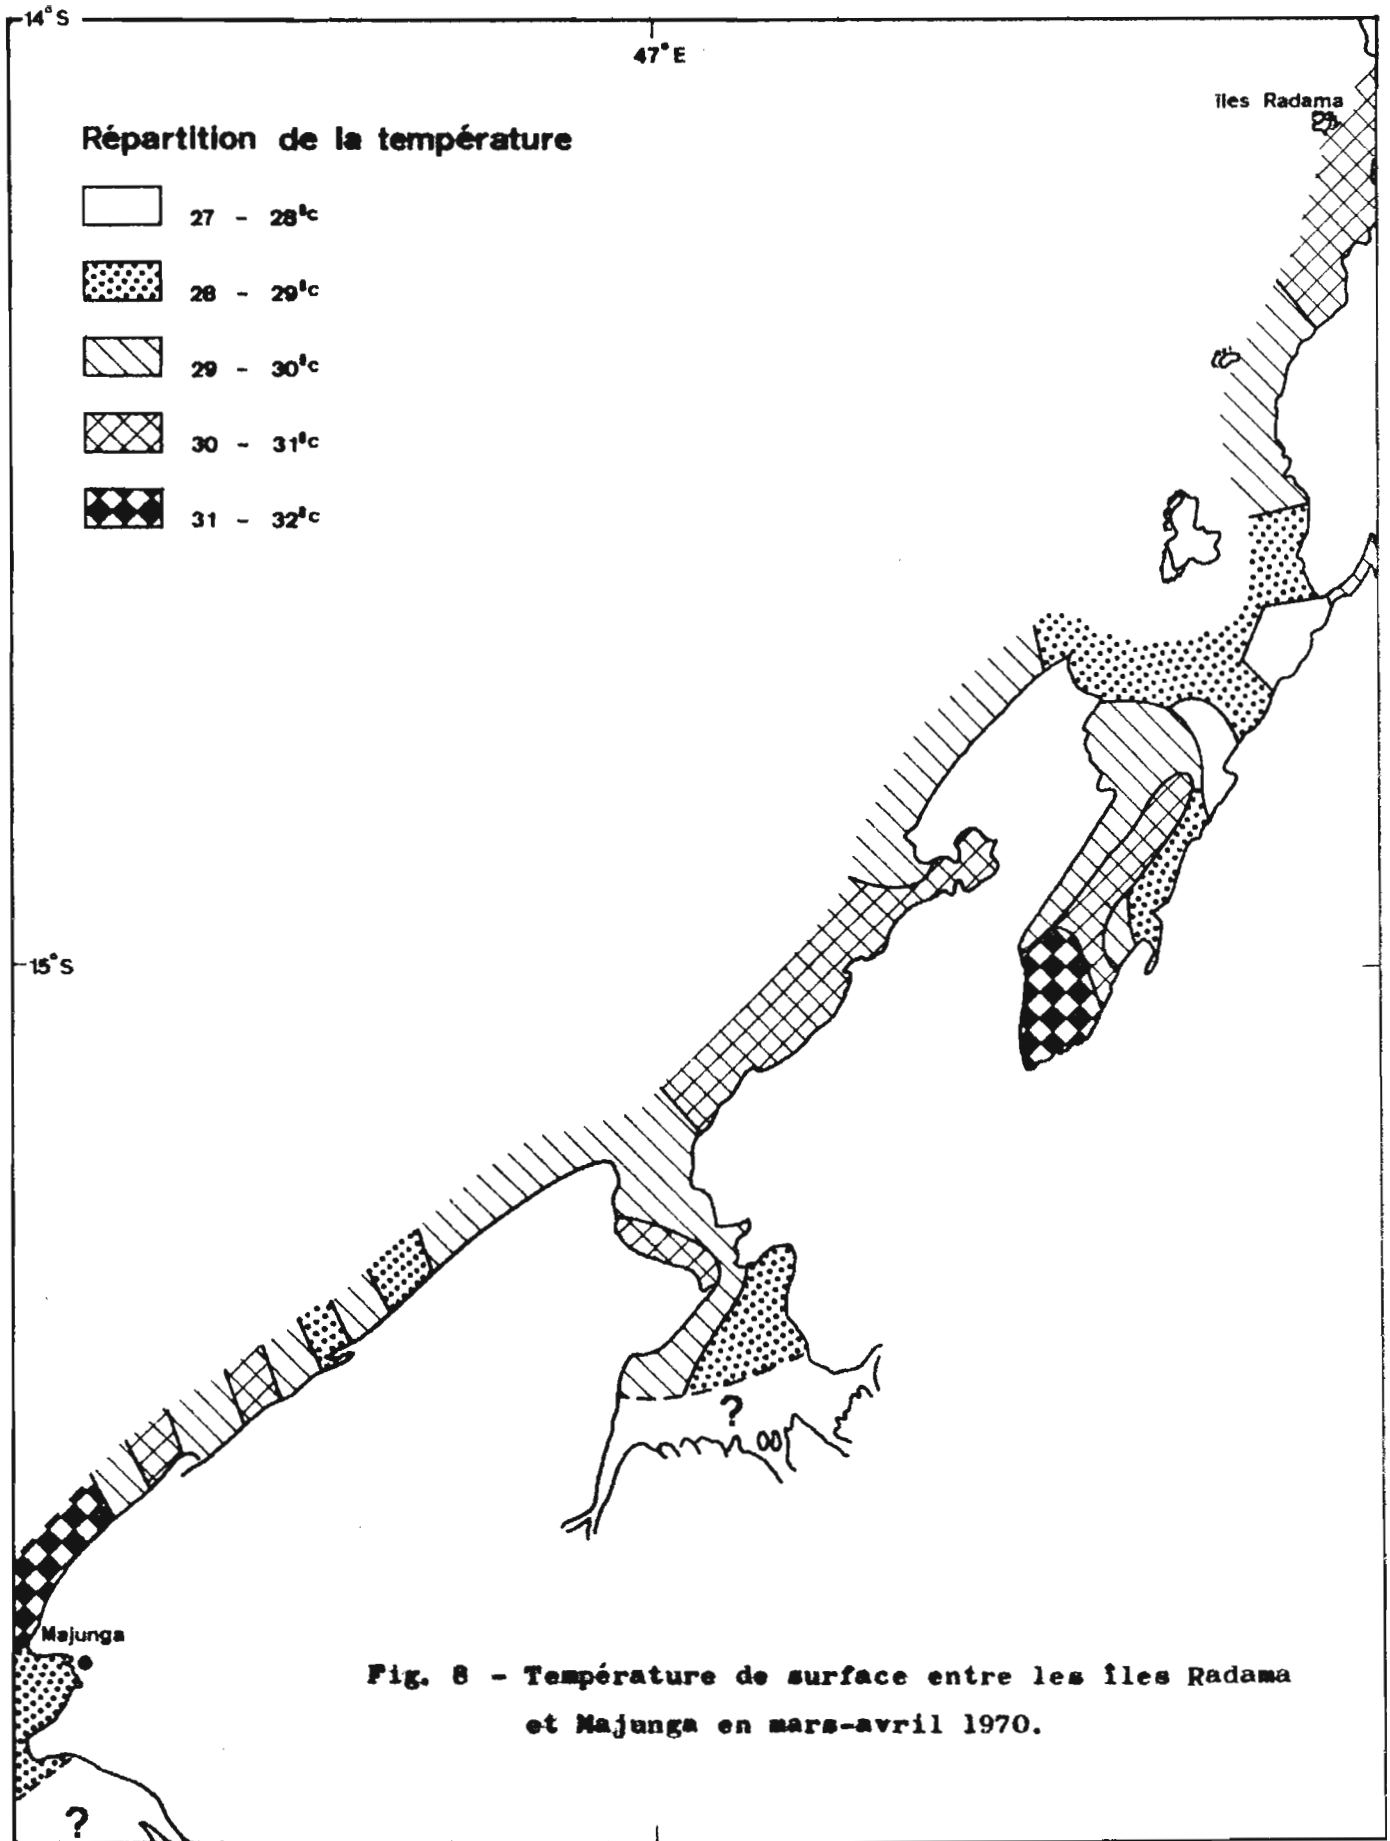 14° S
47° E
îles Radama
Répartition de la température
27 - 28°c
28 - 29°c
29 - 30°c
30 - 31°c
31 - 32°c
15° S
?
Majunga
Fig. 8 - Température de surface entre les îles Radama
et Majunga en mars-avril 1970.
?